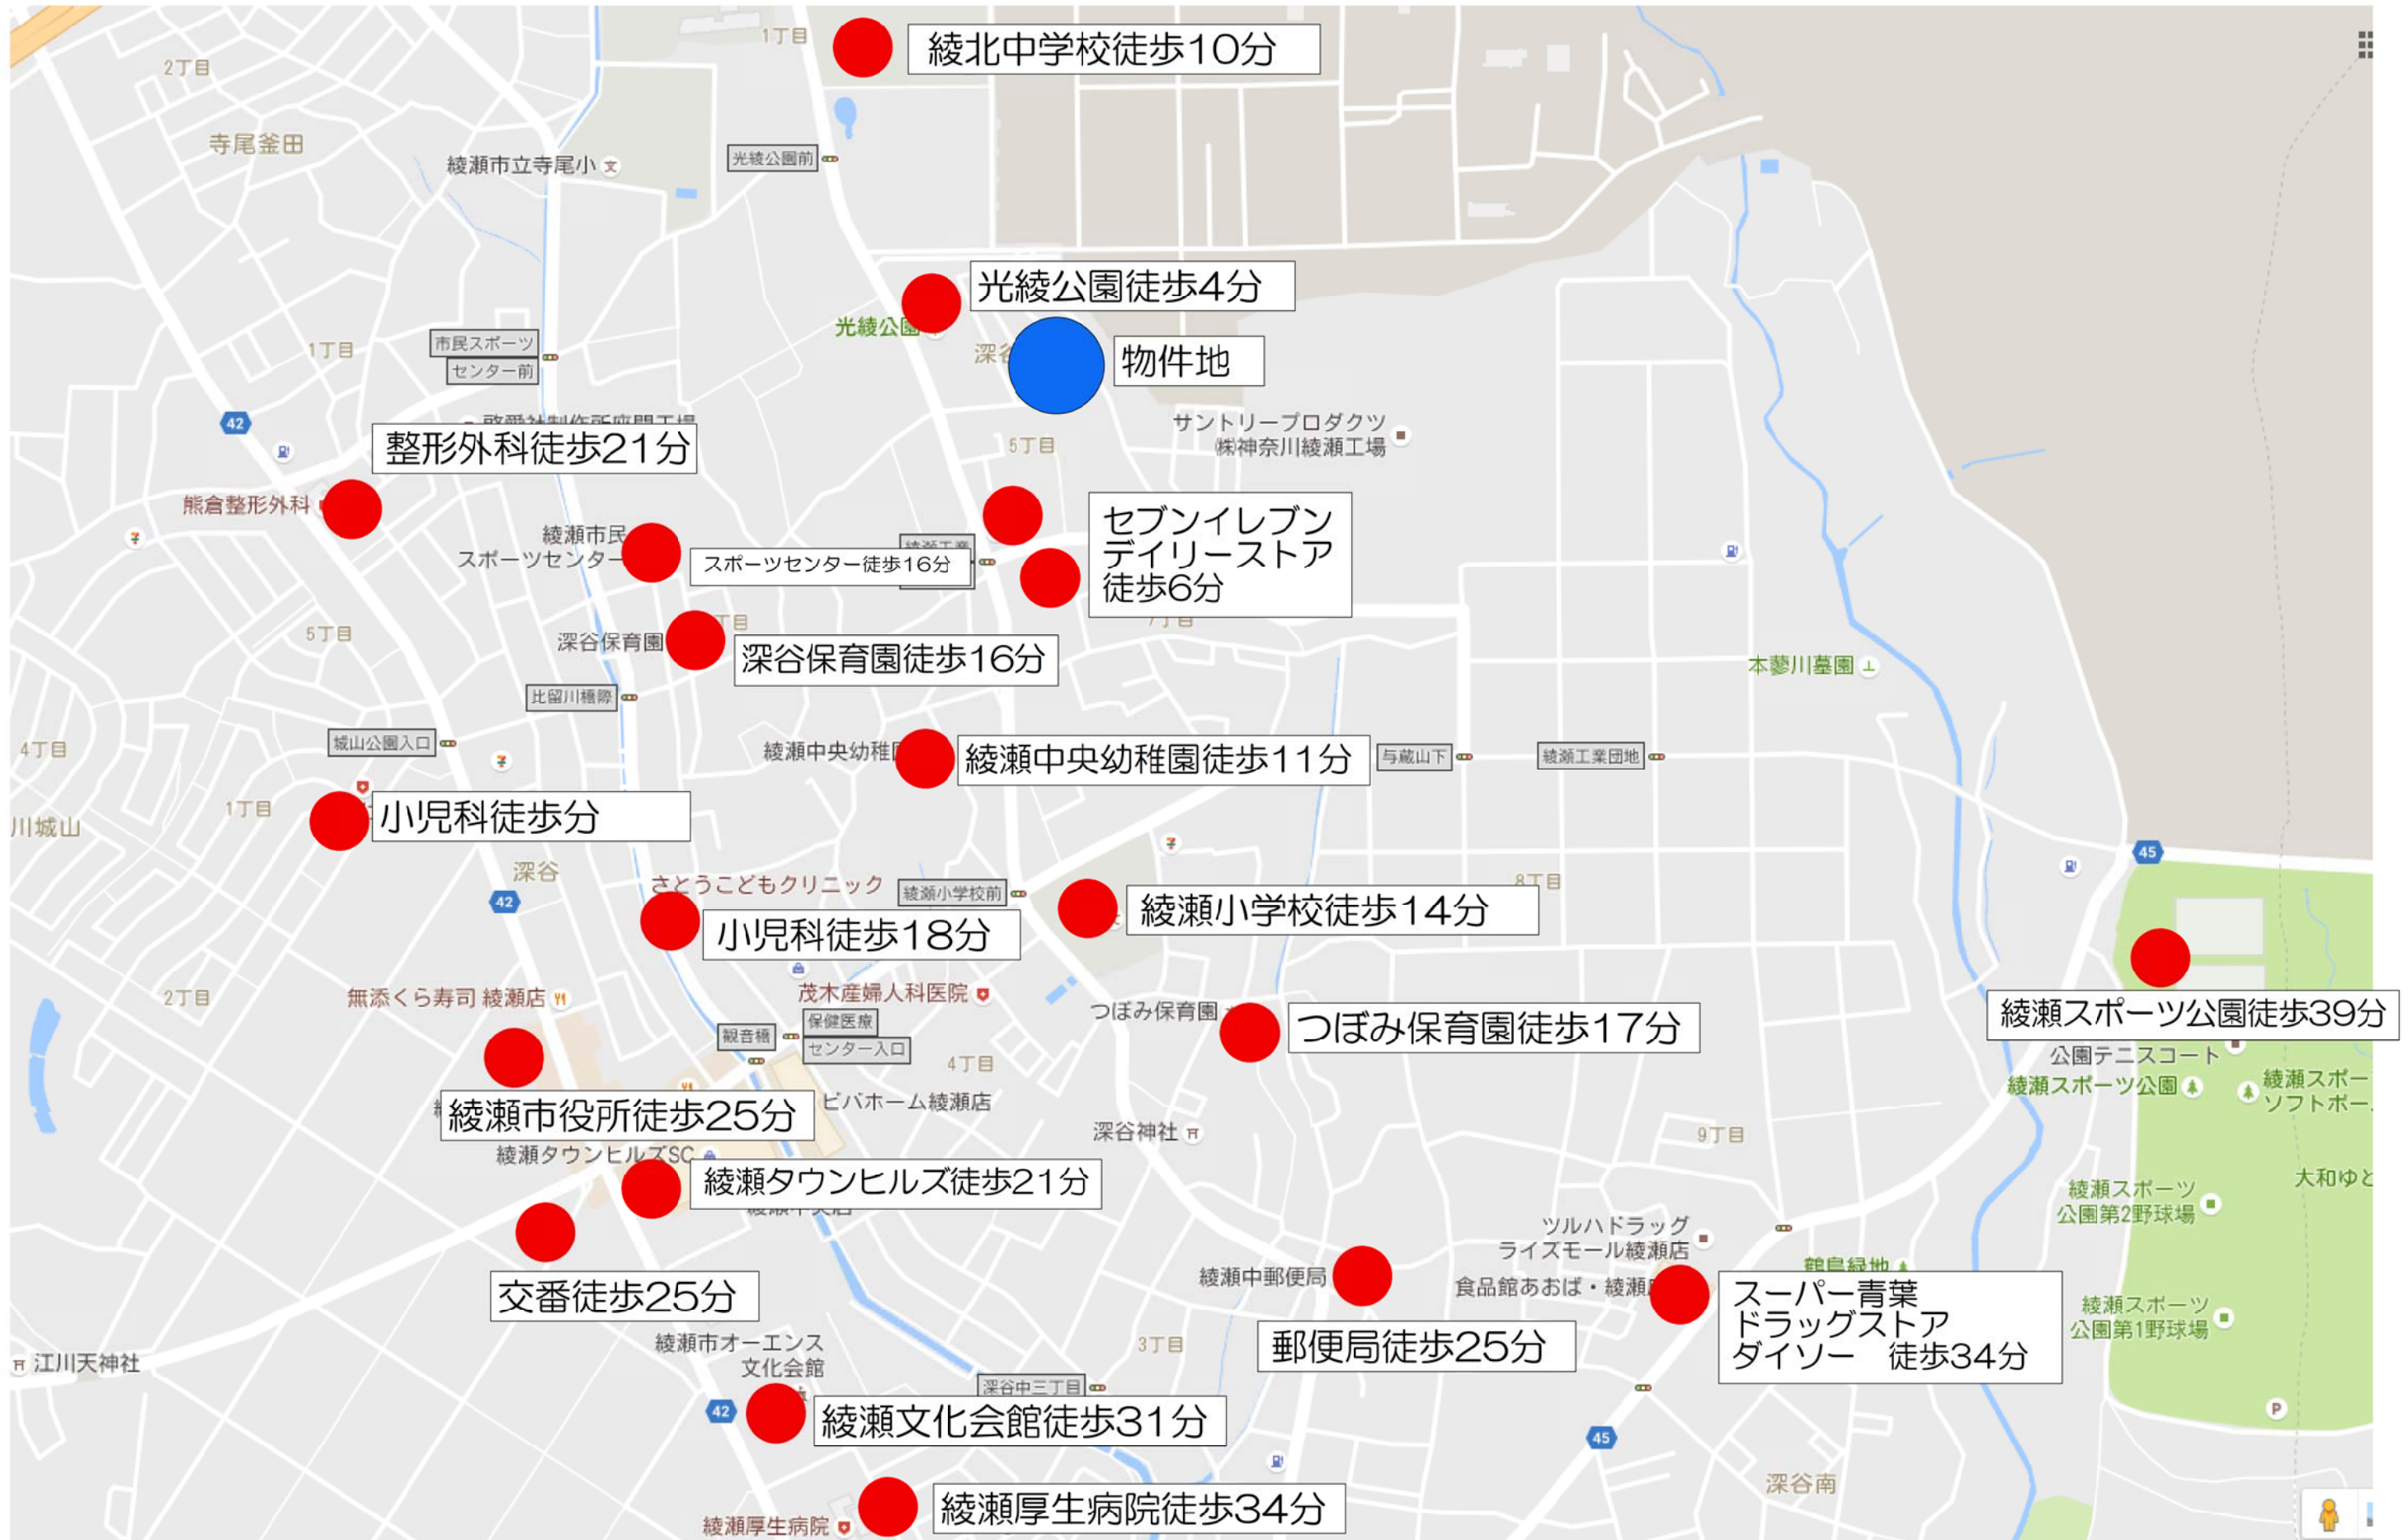 1丁目
綾北中学校徒歩10分
2丁目
寺尾釜田
綾瀬市立寺尾小
光綾公園前
光綾公園徒歩4分
光綾公園
物件地
市民スポーツ
センター前
1丁目
42
サントリープロダクツ
㈱神奈川綾瀬工場
5丁目
整形外科徒歩21分
熊倉整形外科
綾瀬市民
スポーツセンター
スポーツセンター徒歩16分
セブンイレブン
デイリーストア
徒歩6分
5丁目
深谷保育園
深谷保育園徒歩16分
7丁目
本蓼川墓園
比留川橋際
城山公園入口
4丁目
綾瀬中央幼稚
綾瀬中央幼稚園徒歩11分
与蔵山下
綾瀬工業団地
1丁目
川城山
小児科徒歩分
深谷
42
さとうこどもクリニック
綾瀬小学校前
小児科徒歩18分
綾瀬小学校徒歩14分
8丁目
45
2丁目
無添くら寿司 綾瀬店
茂木産婦人科医院
つぼみ保育園
つぼみ保育園徒歩17分
綾瀬スポーツ公園徒歩39分
観音橋
保健医療
センター入口
4丁目
公園テニスコート
綾瀬スポーツ公園
綾瀬スポー
ソフトボー
綾瀬市役所徒歩25分
ビバホーム綾瀬店
深谷神社
9丁目
綾瀬タウンヒルズSC
綾瀬タウンヒルズ徒歩21分
大和ゆと
綾瀬スポーツ
公園第2野球場
ツルハドラッグ
ライズモール綾瀬店
交番徒歩25分
綾瀬中郵便局
食品館あおば・綾瀬
鶴島緑地
郵便局徒歩25分
スーパー青葉
ドラッグストア
ダイソー　徒歩34分
綾瀬スポーツ
公園第1野球場
江川天神社
綾瀬市オーエンス
文化会館
3丁目
深谷中三丁目
42
綾瀬文化会館徒歩31分
P
45
深谷南
綾瀬厚生病院
綾瀬厚生病院徒歩34分